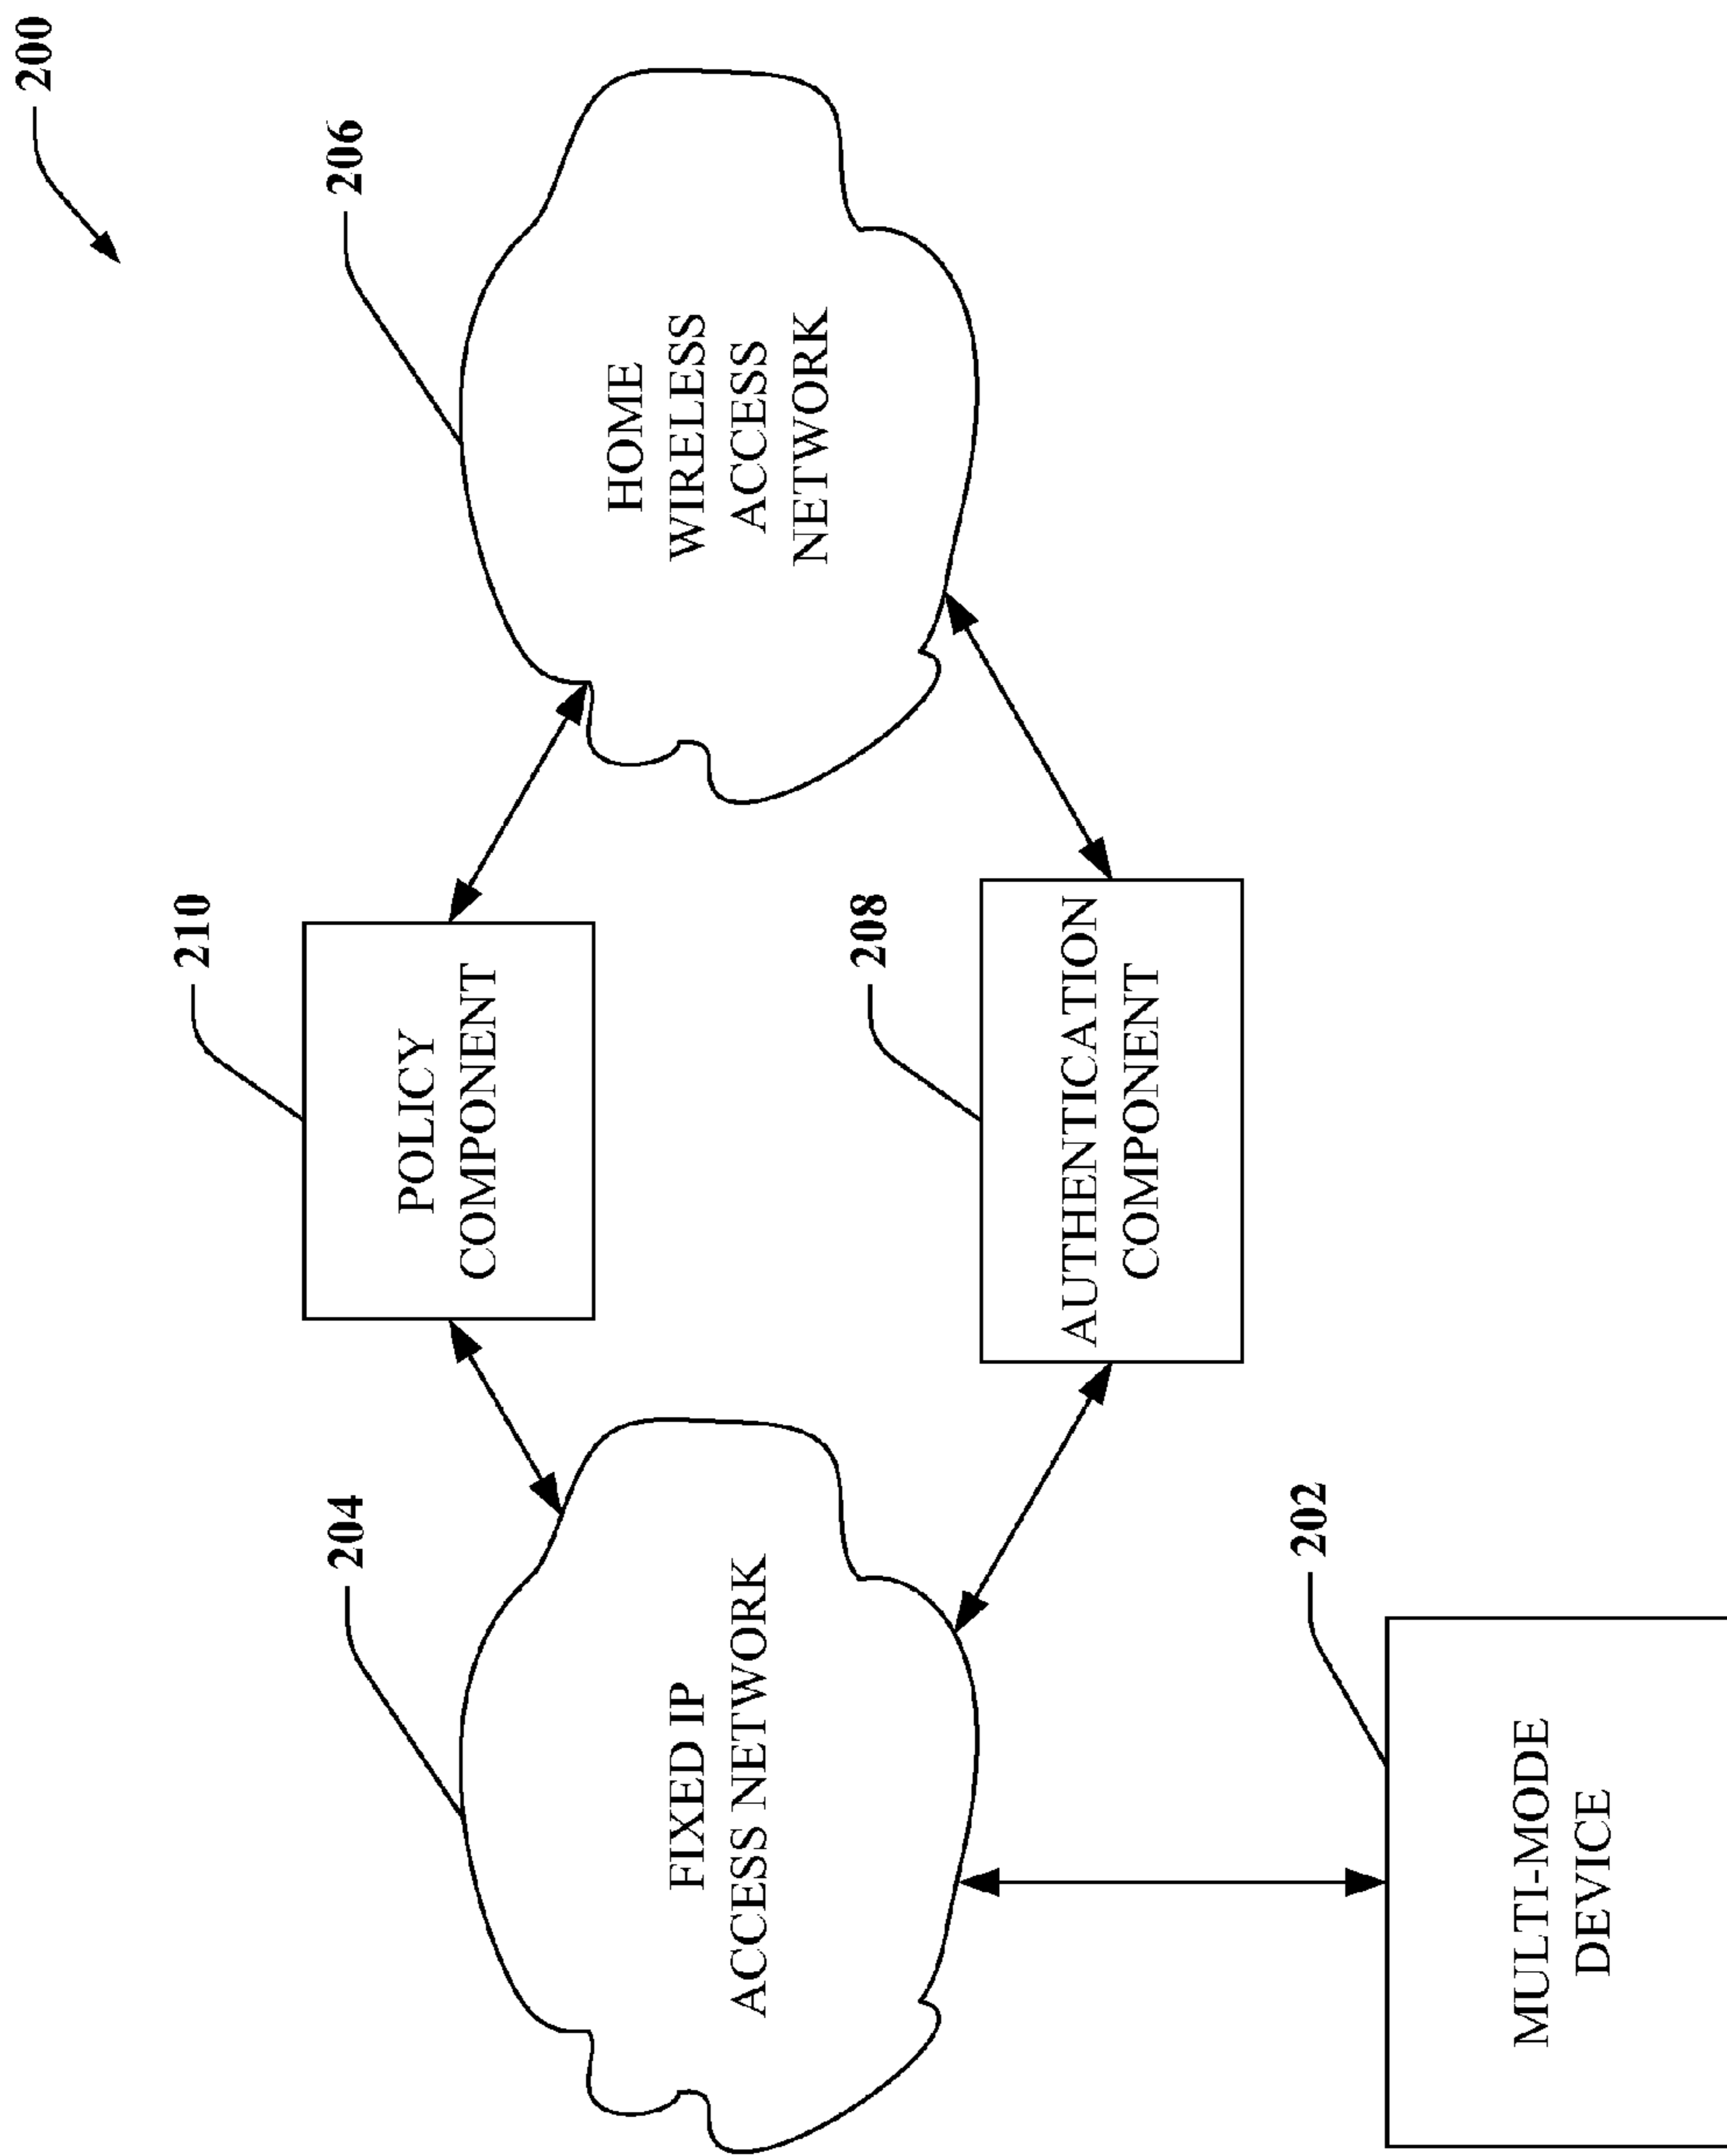 200
206
HOME
WIRELESS
ACCESS
NETWORK
210
POLICY
COMPONENT
208
AUTHENTICATION
COMPONENT
204
FIXED IP
ACCESS NETWORK
202
MULTI-MODE
DEVICE